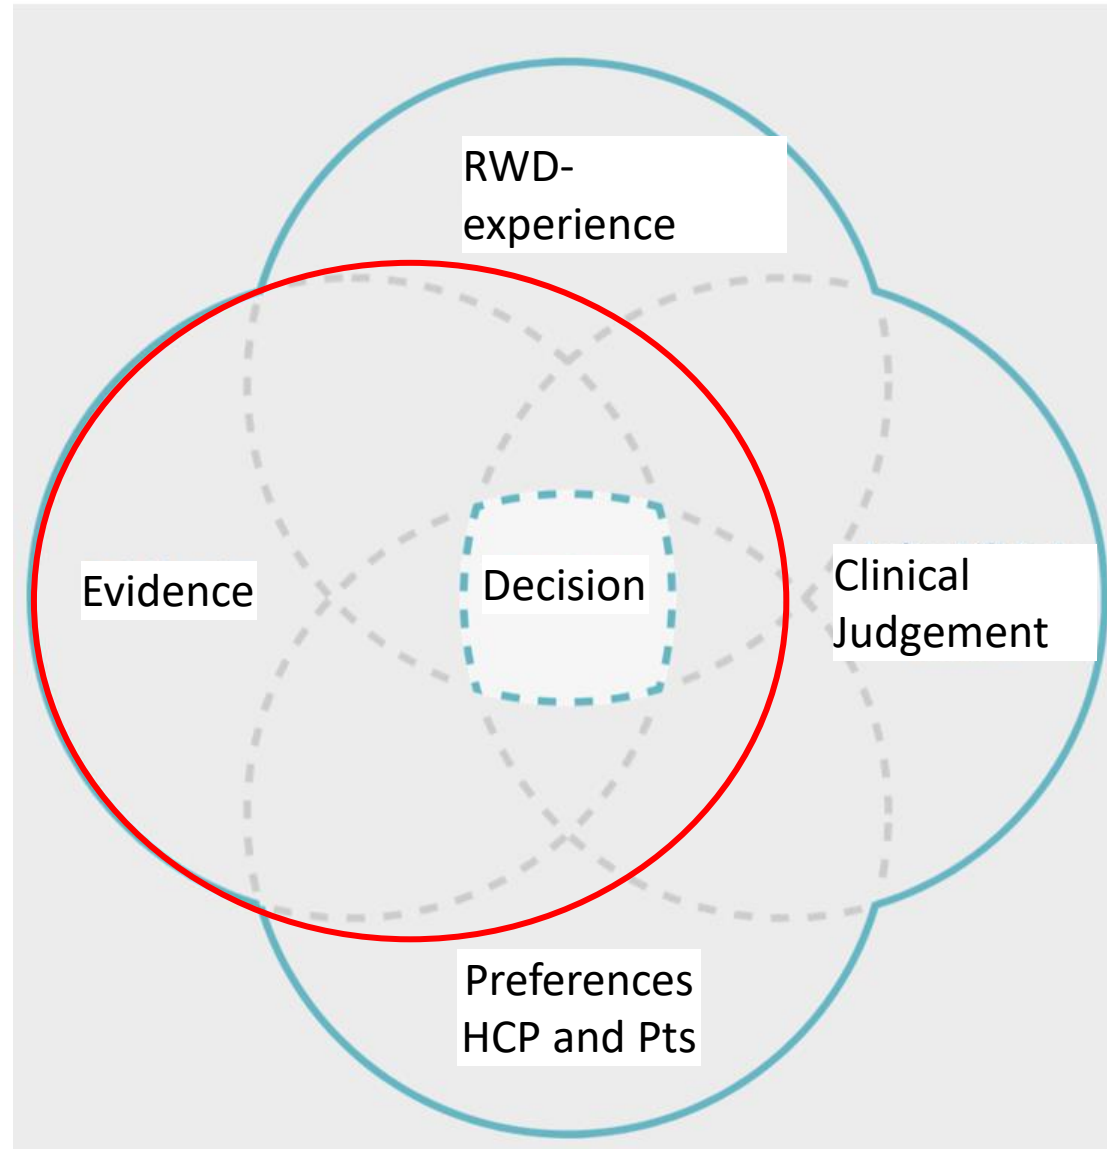 RWD-
experience
Evidence
Decision
Clinical
Judgement
Preferences
HCP and Pts